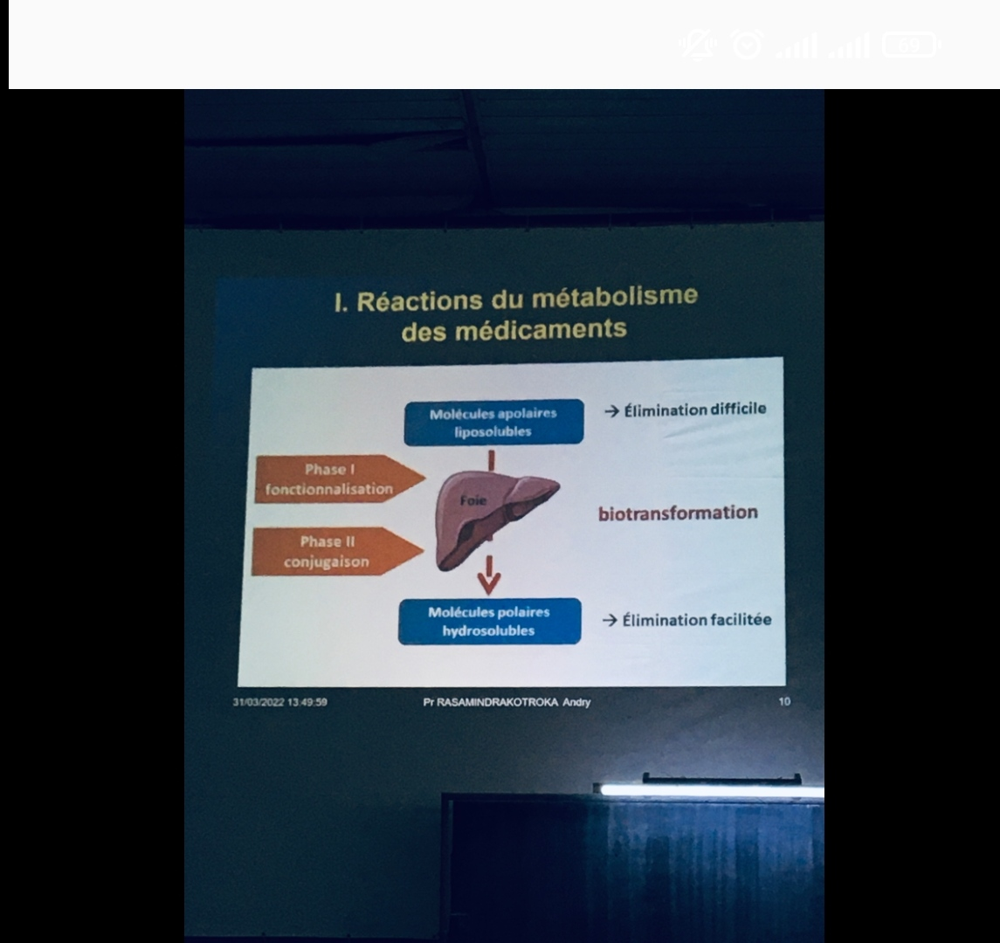 69
I. Réactions du métabolisme
des médicaments
Molécules apolaires
liposolubles
→ Élimination difficile
Phase I
fonctionnalisation
Foie
biotransformation
Phase II
conjugaison
Molécules polaires
hydrosolubles
→ Élimination facilitée
31/03/2022 13:49:59
Pr RASAMINDRAKOTROKA Andry
10